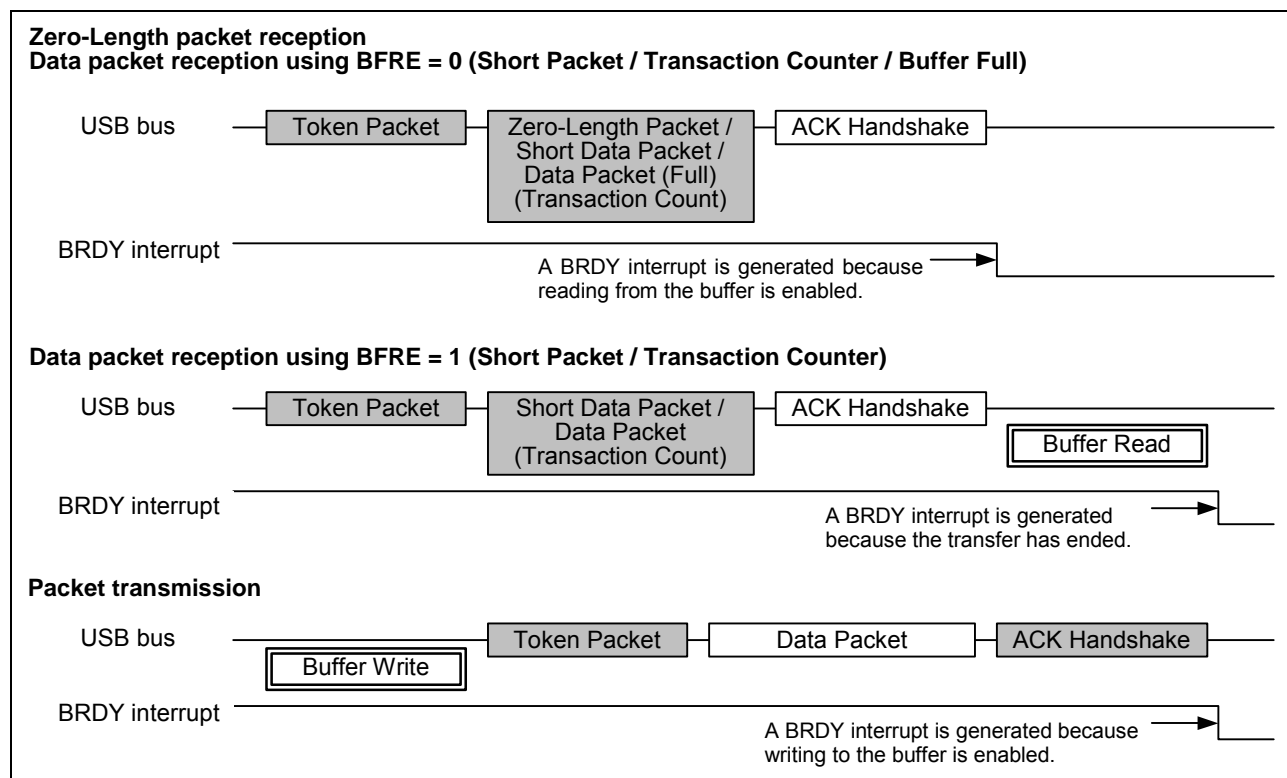 Zero-Length packet reception
Data packet reception using BFRE = 0 (Short Packet / Transaction Counter / Buffer Full)
USB bus
Token Packet
Zero-Length Packet /
Short Data Packet /
Data Packet (Full)
(Transaction Count)
ACK Handshake
BRDY interrupt
A BRDY interrupt is generated because
reading from the buffer is enabled.
Data packet reception using BFRE = 1 (Short Packet / Transaction Counter)
USB bus
Token Packet
Short Data Packet /
Data Packet
(Transaction Count)
ACK Handshake
Buffer Read
BRDY interrupt
A BRDY interrupt is generated
because the transfer has ended.
Packet transmission
USB bus
Token Packet
Data Packet
ACK Handshake
Buffer Write
BRDY interrupt
A BRDY interrupt is generated because
writing to the buffer is enabled.